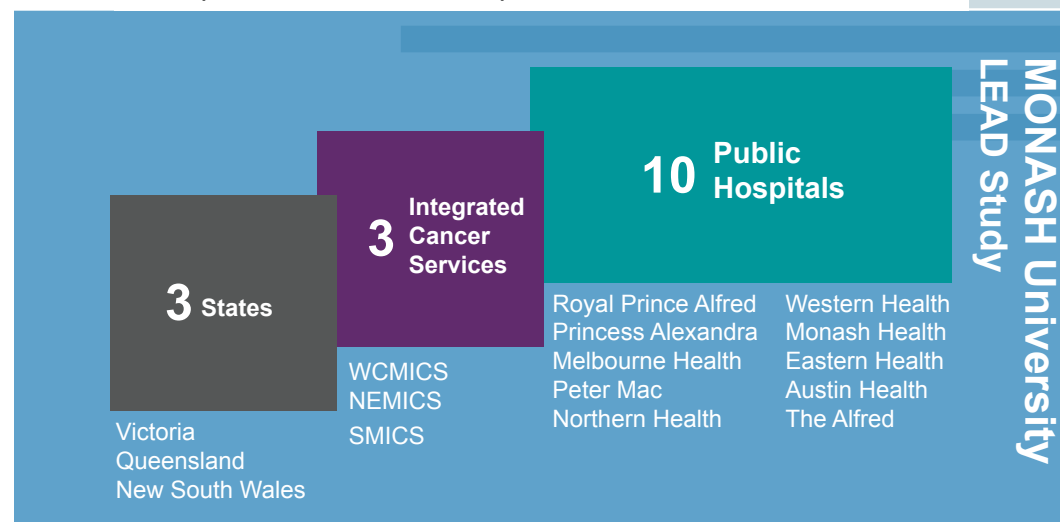 3 States
Victoria
Queensland
New South Wales
3 Integrated
Cancer
Services
WCMICS
NEMICS
SMICS
10 Public
Hospitals
Royal Prince Alfred
Princess Alexandra
Melbourne Health
Peter Mac
Northern Health
Western Health
Monash Health
Eastern Health
Austin Health
The Alfred
MONASH University
LEAD Study